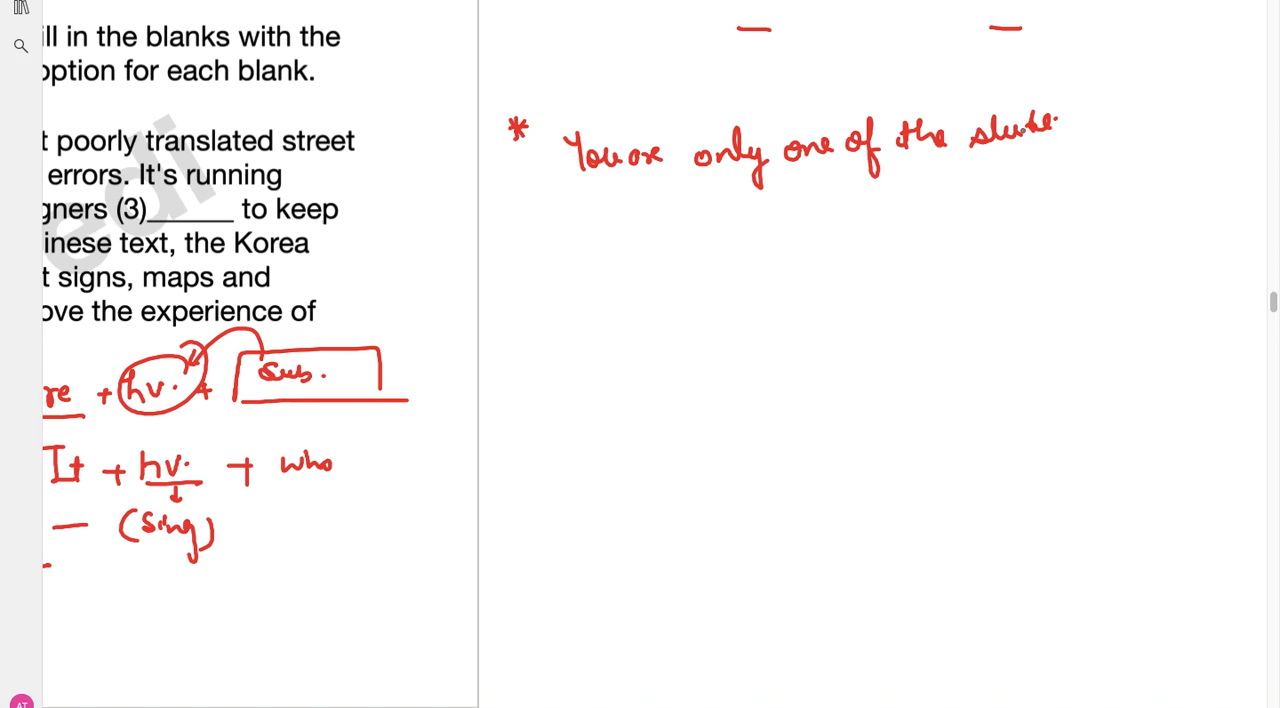 ill in the blanks with the
option for each blank.
t poorly translated street
errors. It's running
gners (3)______ to keep
inese text, the Korea
t signs, maps and
ove the experience of
re + hv. + Sub.
It + hv. + who
— (Sing)
* You are only one of the stude.
edi
AT